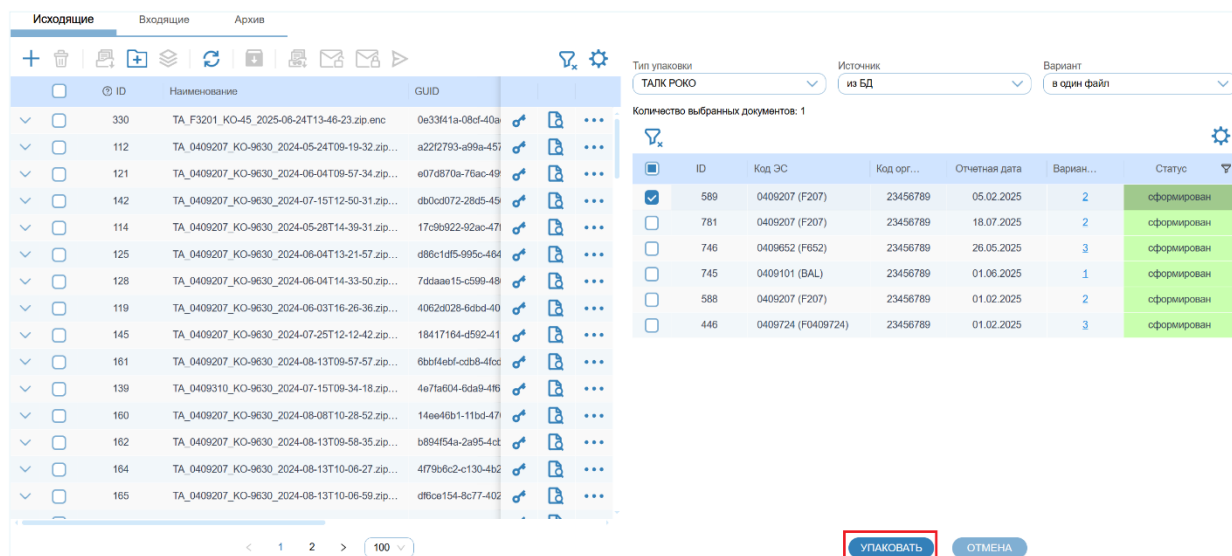 Исходящие Входящие Архив
ID Наименование GUID
330 TA_F3201_KO-45_2025-06-24T13-46-23.zip.enc 0e33f41a-08cf-40a
112 TA_0409207_KO-9630_2024-05-24T09-19-32.zip... a22f2793-a99a-457
121 TA_0409207_KO-9630_2024-06-04T09-57-34.zip... e07d870a-76ac-49
142 TA_0409207_KO-9630_2024-07-15T12-50-31.zip... db0cd072-28d5-45
114 TA_0409207_KO-9630_2024-05-28T14-39-31.zip... 17c9b922-92ac-47
125 TA_0409207_KO-9630_2024-06-04T13-21-57.zip... d86c1df5-995c-464
128 TA_0409207_KO-9630_2024-06-04T14-33-50.zip... 7ddaae15-c599-48
119 TA_0409207_KO-9630_2024-06-03T16-26-36.zip... 4062d028-6dbd-40
145 TA_0409207_KO-9630_2024-07-25T12-12-42.zip... 18417164-d592-41
161 TA_0409207_KO-9630_2024-08-13T09-57-57.zip... 6bbf4ebf-cdb8-4fcd
139 TA_0409310_KO-9630_2024-07-15T09-34-18.zip... 4e7fa604-6da9-4f6
160 TA_0409207_KO-9630_2024-08-08T10-28-52.zip... 14ee46b1-11bd-47
162 TA_0409207_KO-9630_2024-08-13T09-58-35.zip... b894f54a-2a95-4cb
164 TA_0409207_KO-9630_2024-08-13T10-06-27.zip... 4f79b6c2-c130-4b2
165 TA_0409207_KO-9630_2024-08-13T10-06-59.zip... df6ce154-8c77-402
< 1 2 > 100
Тип упаковки Источник Вариант
ТАЛК РОКО из БД в один файл
Количество выбранных документов: 1
ID Код ЭС Код орг... Отчетная дата Вариан... Статус
589 0409207 (F207) 23456789 05.02.2025 2 сформирован
781 0409207 (F207) 23456789 18.07.2025 2 сформирован
746 0409652 (F652) 23456789 26.05.2025 3 сформирован
745 0409101 (BAL) 23456789 01.06.2025 1 сформирован
588 0409207 (F207) 23456789 01.02.2025 2 сформирован
446 0409724 (F0409724) 23456789 01.02.2025 3 сформирован
УПАКОВАТЬ ОТМЕНА